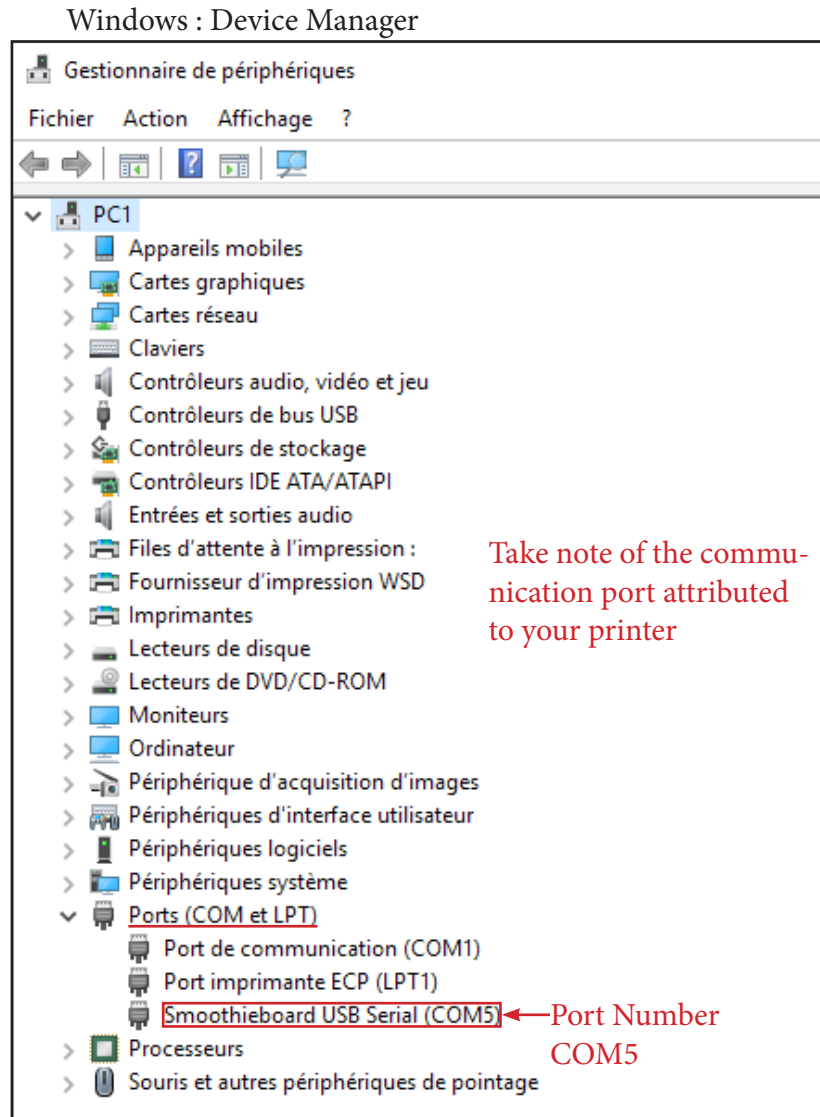 Windows : Device Manager
Gestionnaire de périphériques
Fichier Action Affichage ?
PC1
Appareils mobiles
Cartes graphiques
Cartes réseau
Claviers
Contrôleurs audio, vidéo et jeu
Contrôleurs de bus USB
Contrôleurs de stockage
Contrôleurs IDE ATA/ATAPI
Entrées et sorties audio
Files d'attente à l'impression :
Fournisseur d'impression WSD
Imprimantes
Lecteurs de disque
Lecteurs de DVD/CD-ROM
Moniteurs
Ordinateur
Périphérique d'acquisition d'images
Périphériques d'interface utilisateur
Périphériques logiciels
Périphériques système
Ports (COM et LPT)
Port de communication (COM1)
Port imprimante ECP (LPT1)
Smoothieboard USB Serial (COM5)
Processeurs
Souris et autres périphériques de pointage
Take note of the commu-
nication port attributed
to your printer
Port Number
COM5